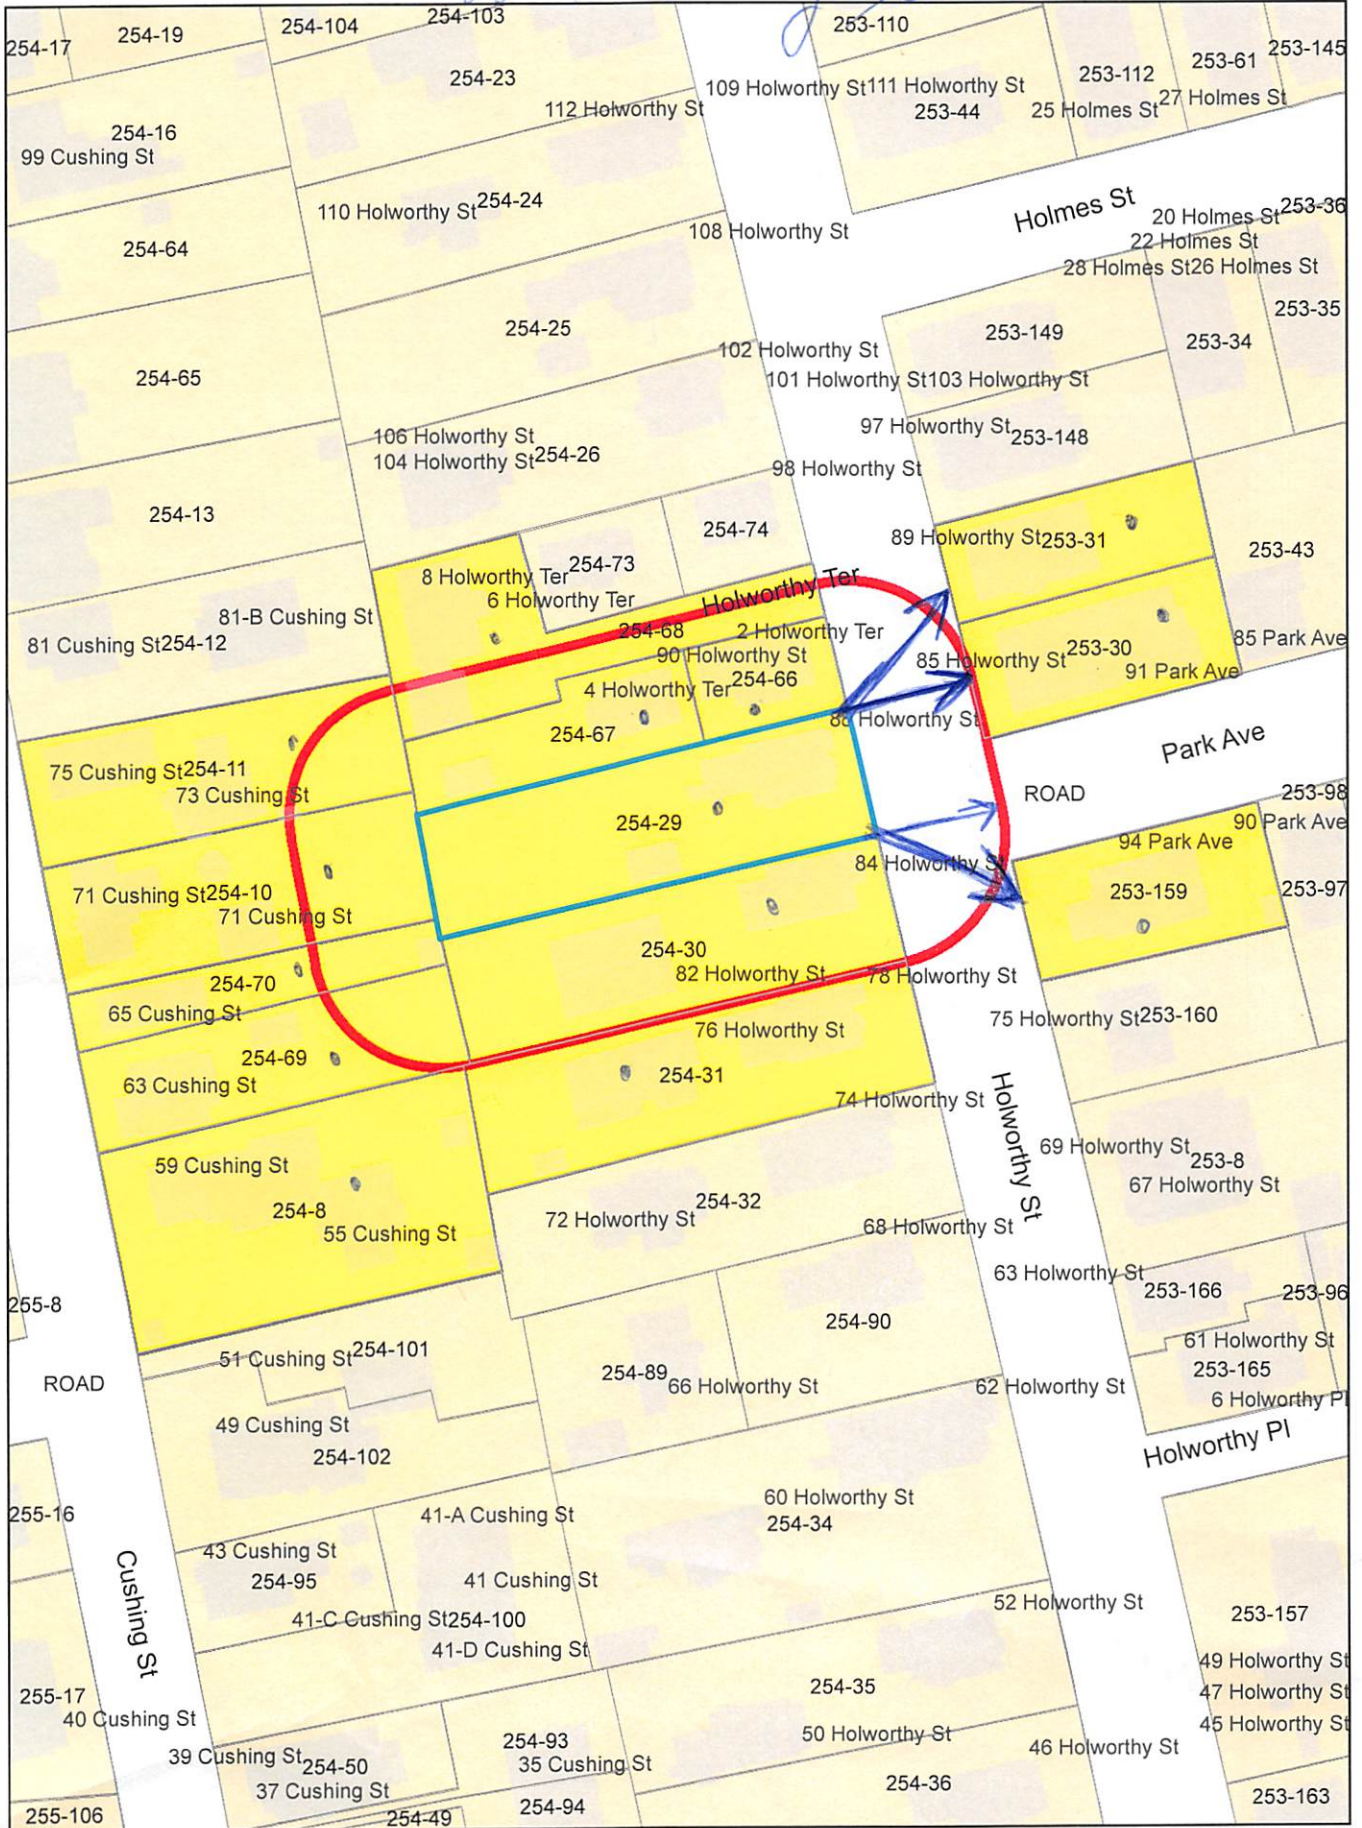 254-17
254-19
254-104
254-103
253-110
253-61
253-145
254-23
253-112
109 Holworthy St
111 Holworthy St
112 Holworthy St
253-44
25 Holmes St
27 Holmes St
254-16
99 Cushing St
110 Holworthy St
254-24
Holmes St
20 Holmes St
253-36
108 Holworthy St
22 Holmes St
254-64
28 Holmes St
26 Holmes St
253-35
254-25
253-149
253-34
102 Holworthy St
254-65
101 Holworthy St
103 Holworthy St
97 Holworthy St
253-148
106 Holworthy St
104 Holworthy St
254-26
98 Holworthy St
254-13
254-74
89 Holworthy St
253-31
253-43
8 Holworthy Ter
254-73
Holworthy Ter
6 Holworthy Ter
81-B Cushing St
254-68
2 Holworthy Ter
81 Cushing St
254-12
90 Holworthy St
85 Holworthy St
253-30
85 Park Ave
91 Park Ave
4 Holworthy Ter
254-66
88 Holworthy St
254-67
Park Ave
75 Cushing St
254-11
73 Cushing St
ROAD
253-98
254-29
90 Park Ave
94 Park Ave
84 Holworthy St
71 Cushing St
254-10
253-159
253-97
71 Cushing St
254-30
82 Holworthy St
78 Holworthy St
254-70
65 Cushing St
75 Holworthy St
253-160
76 Holworthy St
254-69
63 Cushing St
254-31
74 Holworthy St
Holworthy St
69 Holworthy St
253-8
59 Cushing St
67 Holworthy St
254-8
72 Holworthy St
254-32
55 Cushing St
68 Holworthy St
63 Holworthy St
255-8
253-166
253-96
254-90
51 Cushing St
254-101
61 Holworthy St
ROAD
254-89
66 Holworthy St
62 Holworthy St
253-165
6 Holworthy Pl
49 Cushing St
254-102
Holworthy Pl
255-16
41-A Cushing St
60 Holworthy St
254-34
43 Cushing St
254-95
41 Cushing St
Cushing St
41-C Cushing St
254-100
52 Holworthy St
253-157
41-D Cushing St
49 Holworthy St
255-17
254-35
47 Holworthy St
40 Cushing St
50 Holworthy St
45 Holworthy St
39 Cushing St
254-50
254-93
46 Holworthy St
35 Cushing St
37 Cushing St
254-36
253-163
255-106
254-49
254-94